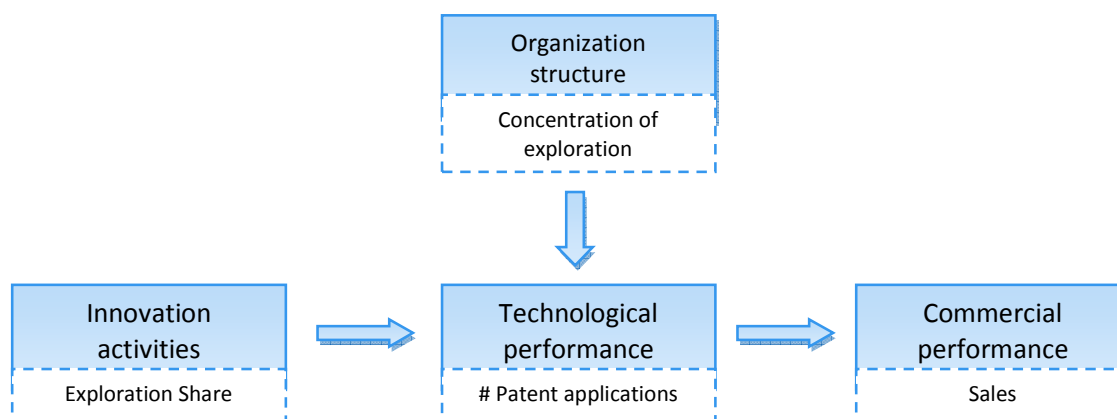 Organization
structure
Concentration of
exploration
Innovation
activities
Exploration Share
Technological
performance
# Patent applications
Commercial
performance
Sales